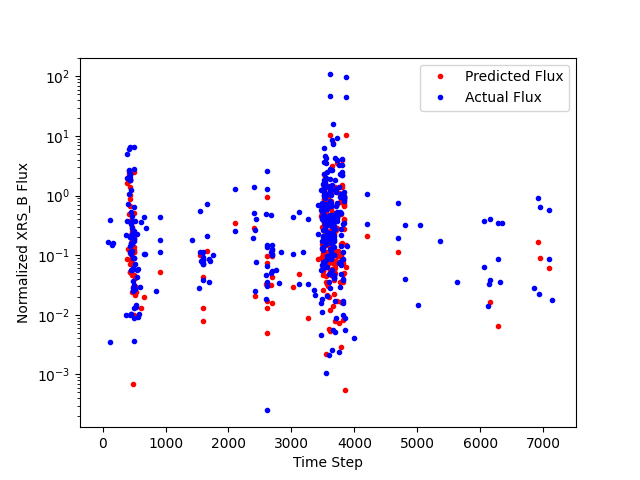 Predicted Flux
Actual Flux
Normalized XRS_B Flux
10²
10¹
10⁰
10⁻¹
10⁻²
10⁻³
0 1000 2000 3000 4000 5000 6000 7000
Time Step